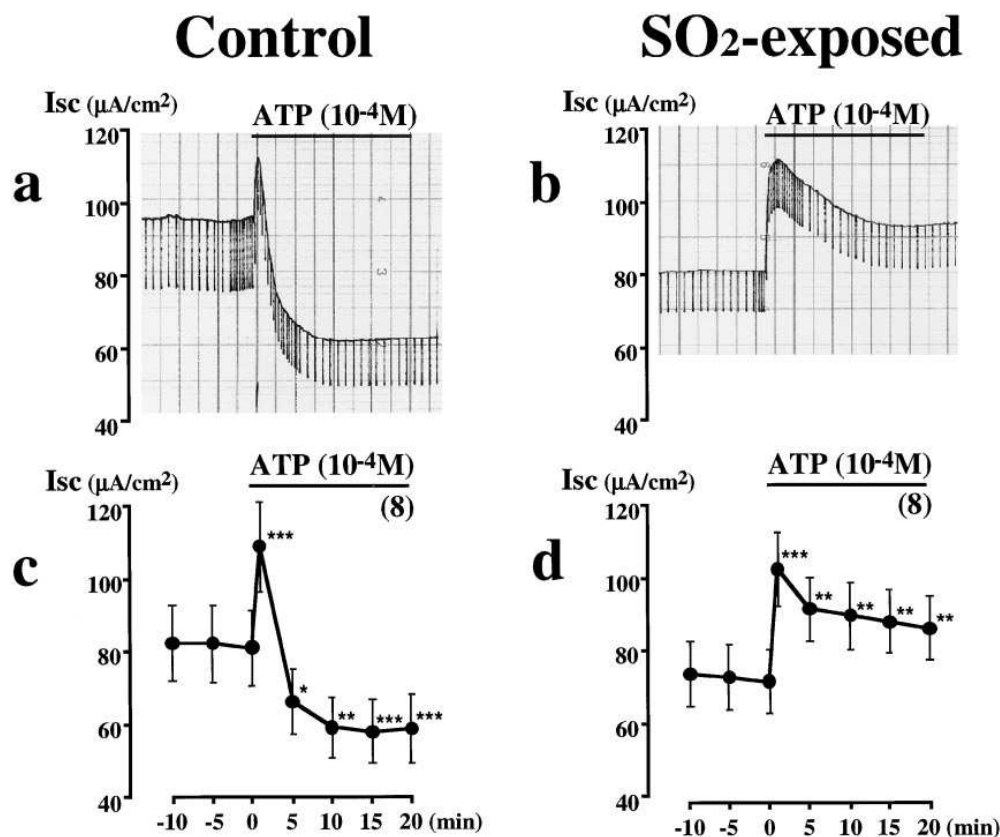 Control
SO2-exposed
Isc (μA/cm²)
ATP (10-4M)
120
100
80
60
40
a
Isc (μA/cm²)
ATP (10-4M)
120
100
80
60
40
b
Isc (μA/cm²)
ATP (10-4M)
(8)
120
100
80
60
40
c
***
*
**
***
***
-10 -5 0 5 10 15 20 (min)
Isc (μA/cm²)
ATP (10-4M)
(8)
120
100
80
60
40
d
***
**
**
**
**
-10 -5 0 5 10 15 20 (min)